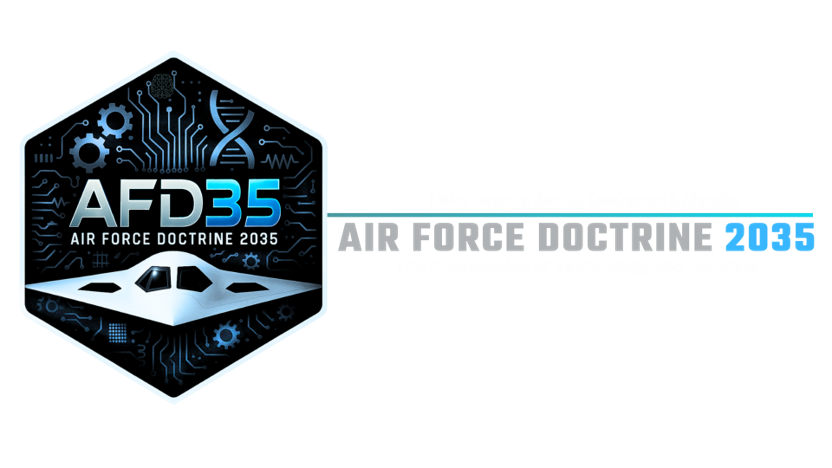 AFD35
AIR FORCE DOCTRINE 2035
AIR FORCE DOCTRINE 2035